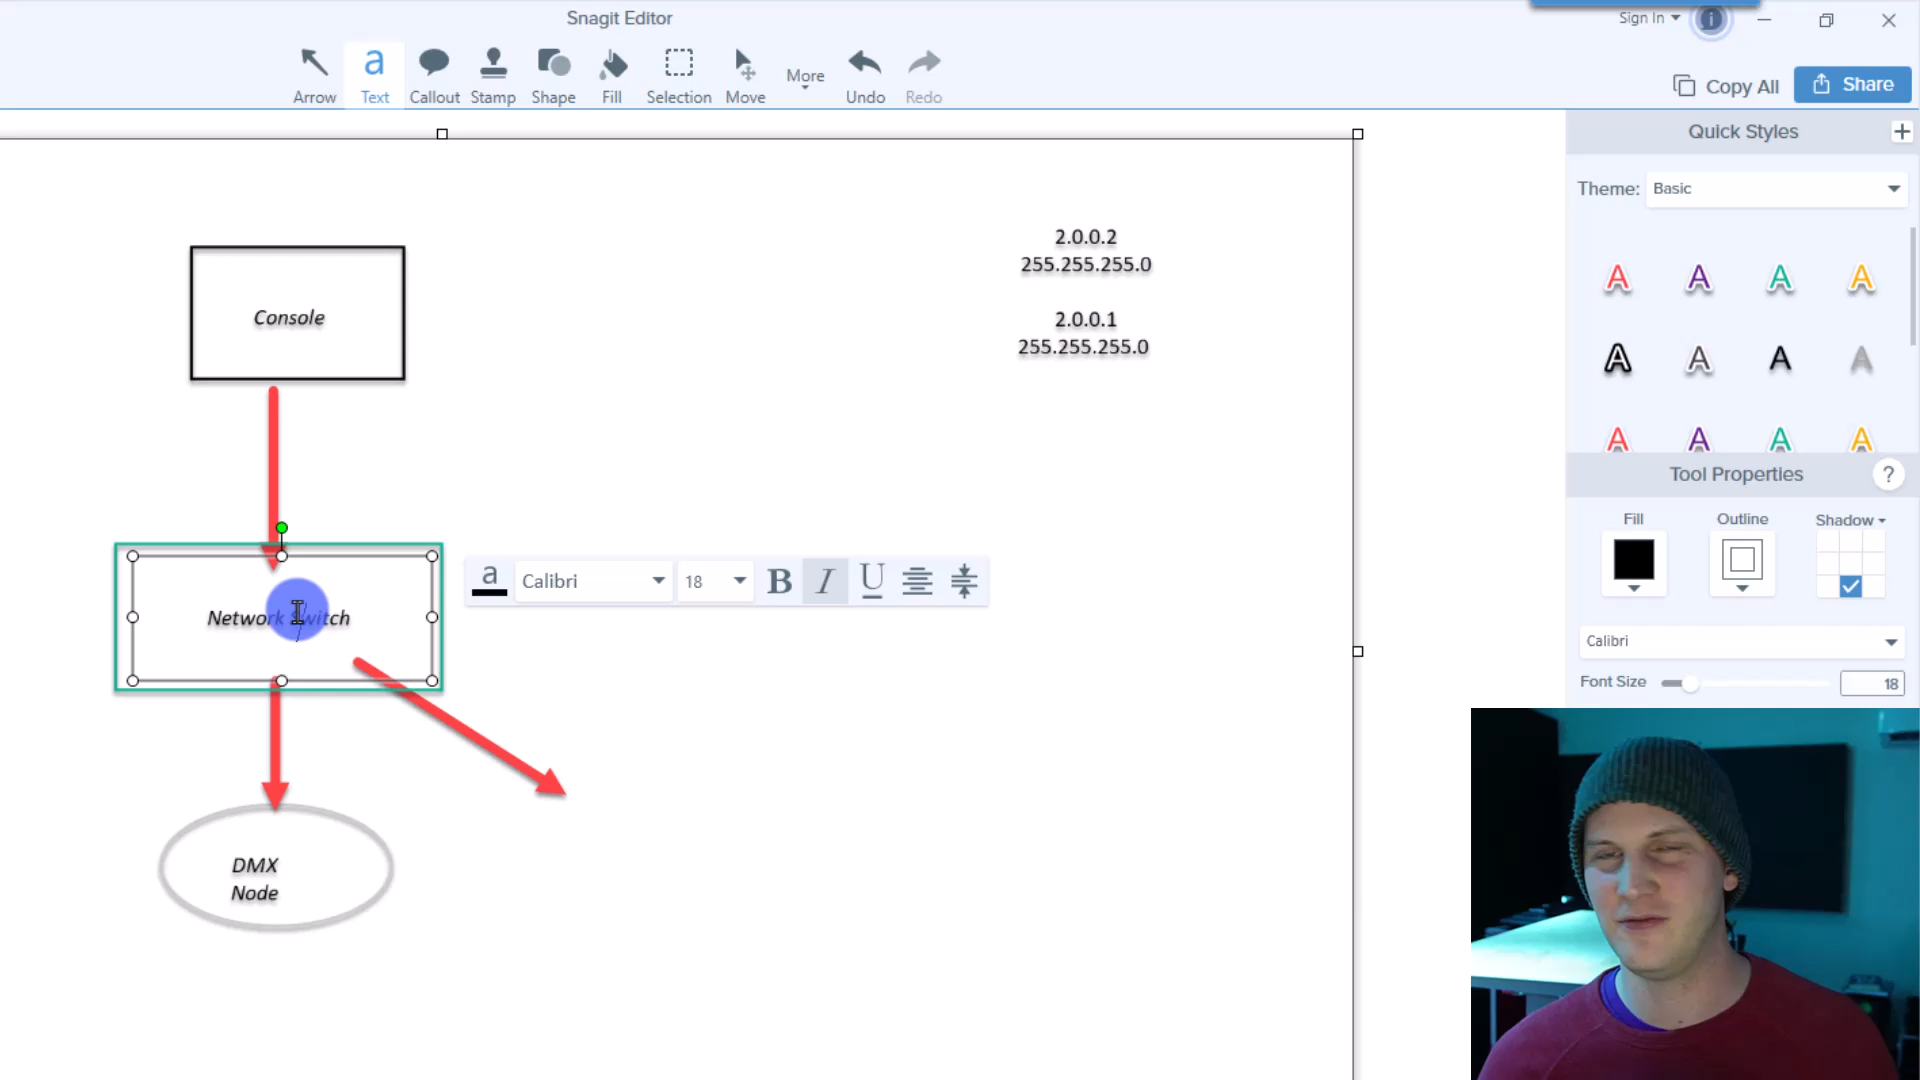 Snagit Editor
Sign In
Arrow
a
Text
Callout
Stamp
Shape
Fill
Selection
Move
More
Undo
Redo
Copy All
Share
Quick Styles
Theme: Basic
A A A A
A A A A
A A A A
2.0.0.2
255.255.255.0
2.0.0.1
255.255.255.0
Console
Tool Properties
?
Fill
Outline
Shadow
a Calibri 18 B I U
Network Switch
Calibri
Font Size 18
DMX
Node